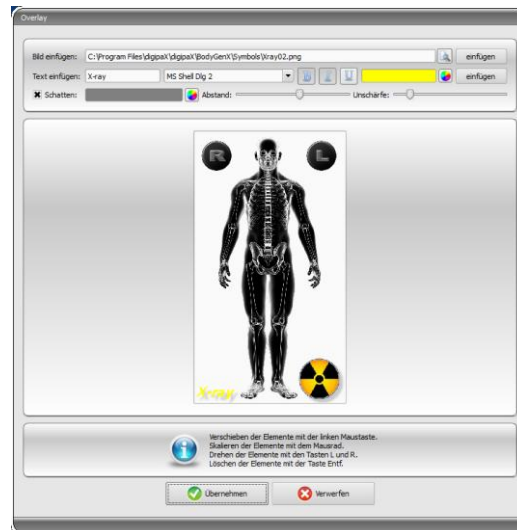 Overlay
Bild einfügen: C:\Program Files\digipaX\digipaX\BodyGenX\Symbols\Xray02.png einfügen
Text einfügen: X-ray MS Shell Dlg 2 B I U einfügen
Schatten: Abstand: Unschärfe:
R L
X-ray
Verschieben der Elemente mit der linken Maustaste.
Skalieren der Elemente mit dem Mausrad.
Drehen der Elemente mit den Tasten L und R.
Löschen der Elemente mit der Taste Entf.
Übernehmen Verwerfen